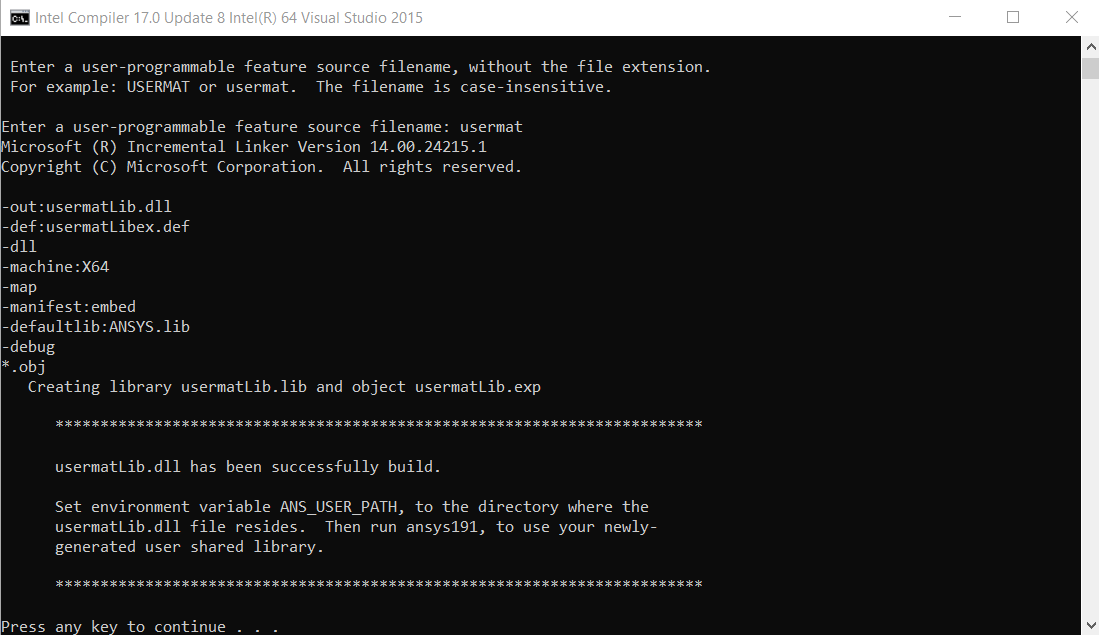 Intel Compiler 17.0 Update 8 Intel(R) 64 Visual Studio 2015
Enter a user-programmable feature source filename, without the file extension.
For example: USERMAT or usermat.  The filename is case-insensitive.
Enter a user-programmable feature source filename: usermat
Microsoft (R) Incremental Linker Version 14.00.24215.1
Copyright (C) Microsoft Corporation.  All rights reserved.
-out:usermatLib.dll
-def:usermatLibex.def
-dll
-machine:X64
-map
-manifest:embed
-defaultlib:ANSYS.lib
-debug
*.obj
Creating library usermatLib.lib and object usermatLib.exp
************************************************************************
usermatLib.dll has been successfully build.
Set environment variable ANS_USER_PATH, to the directory where the
usermatLib.dll file resides.  Then run ansys191, to use your newly-
generated user shared library.
************************************************************************
Press any key to continue . . .